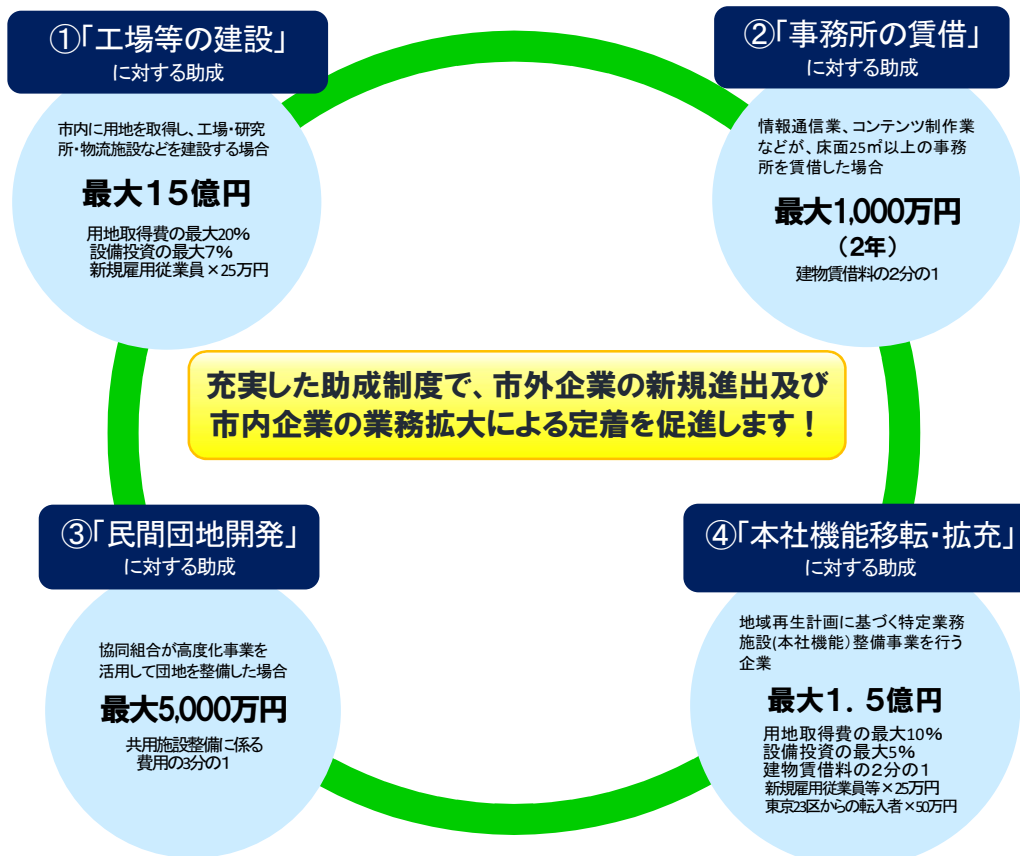 ①「工場等の建設」
に対する助成
市内に用地を取得し、工場・研究
所・物流施設などを建設する場合
最大15億円
用地取得費の最大20%
設備投資の最大7%
新規雇用従業員×25万円
②「事務所の賃借」
に対する助成
情報通信業、コンテンツ制作業
などが、床面25㎡以上の事務
所を賃借した場合
最大1,000万円
（2年）
建物賃借料の2分の1
充実した助成制度で、市外企業の新規進出及び
市内企業の業務拡大による定着を促進します！
③「民間団地開発」
に対する助成
協同組合が高度化事業を
活用して団地を整備した場合
最大5,000万円
共用施設整備に係る
費用の3分の1
④「本社機能移転・拡充」
に対する助成
地域再生計画に基づく特定業務
施設(本社機能）整備事業を行う
企業
最大1．5億円
用地取得費の最大10%
設備投資の最大5%
建物賃借料の2分の1
新規雇用従業員等×25万円
東京23区からの転入者×50万円